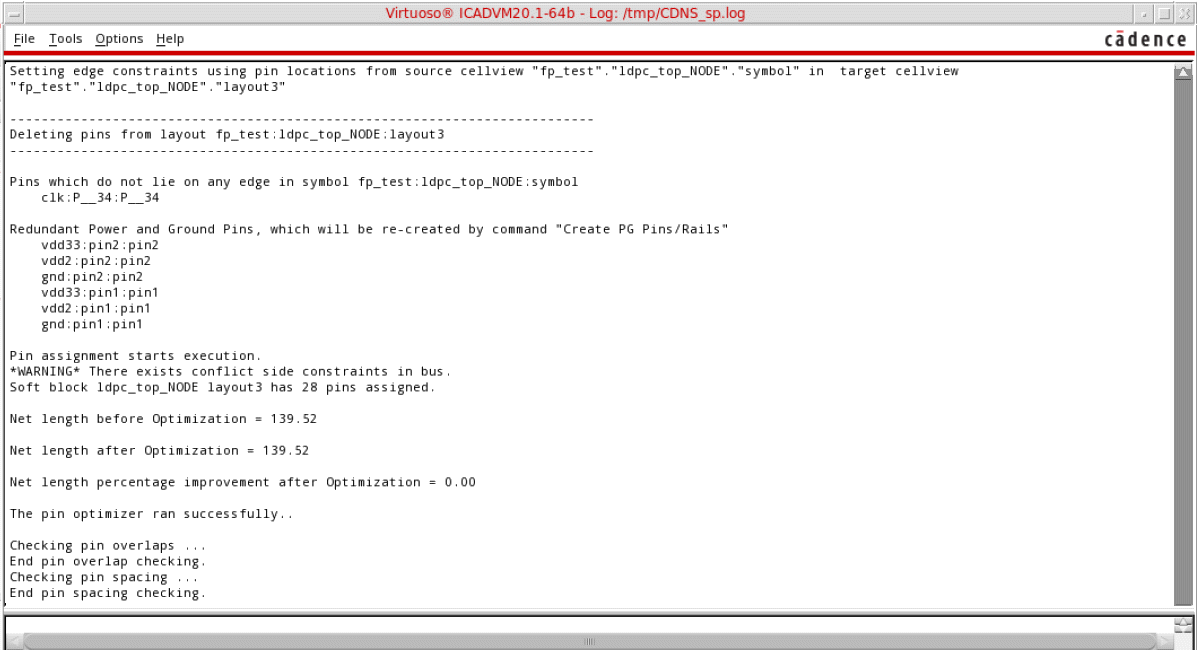 Virtuoso® ICADVM20.1-64b - Log: /tmp/CDNS_sp.log
File Tools Options Help
cādence
Setting edge constraints using pin locations from source cellview "fp_test"."ldpc_top_NODE"."symbol" in  target cellview
"fp_test"."ldpc_top_NODE"."layout3"
--------------------------------------------------------------------------
Deleting pins from layout fp_test:ldpc_top_NODE:layout3
--------------------------------------------------------------------------
Pins which do not lie on any edge in symbol fp_test:ldpc_top_NODE:symbol
clk:P__34:P__34
Redundant Power and Ground Pins, which will be re-created by command "Create PG Pins/Rails"
vdd33:pin2:pin2
vdd2:pin2:pin2
gnd:pin2:pin2
vdd33:pin1:pin1
vdd2:pin1:pin1
gnd:pin1:pin1
Pin assignment starts execution.
*WARNING* There exists conflict side constraints in bus.
Soft block ldpc_top_NODE layout3 has 28 pins assigned.
Net length before Optimization = 139.52
Net length after Optimization = 139.52
Net length percentage improvement after Optimization = 0.00
The pin optimizer ran successfully..
Checking pin overlaps ...
End pin overlap checking.
Checking pin spacing ...
End pin spacing checking.